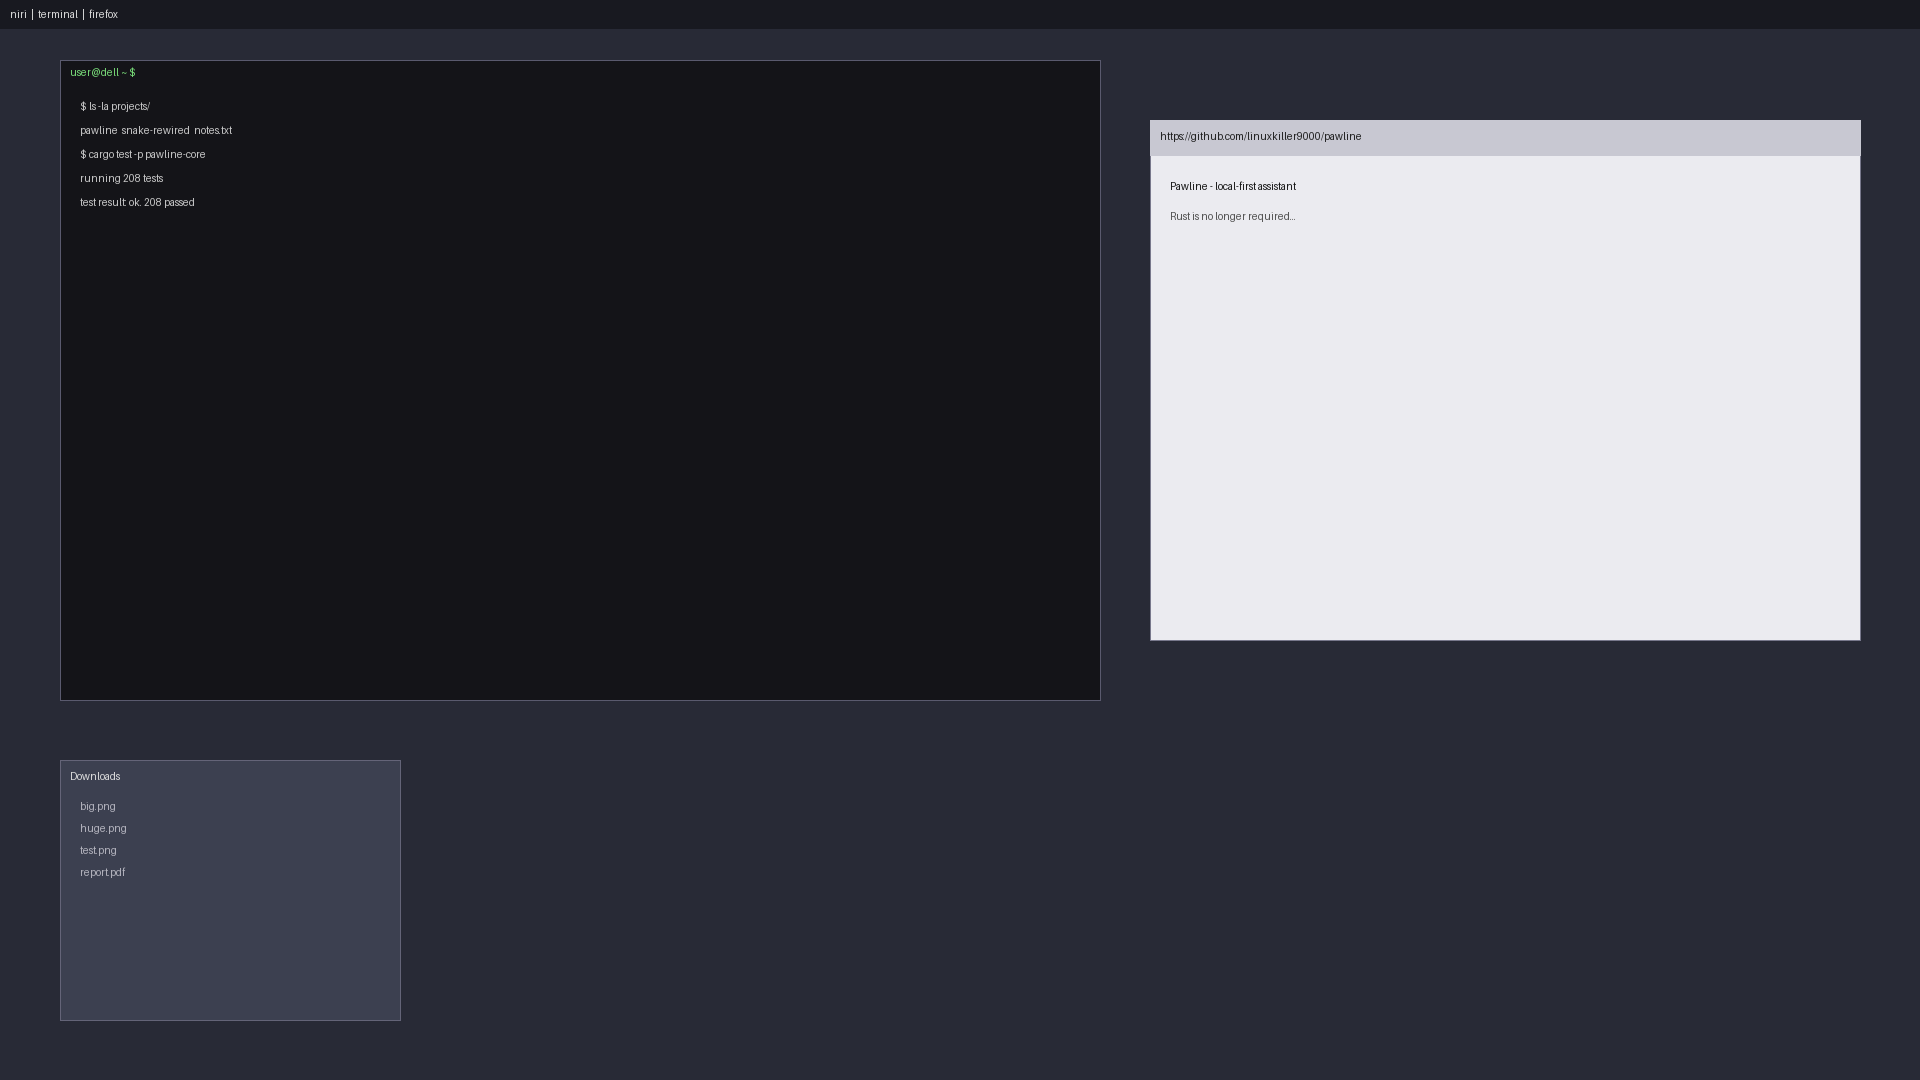 niri | terminal | firefox
user@dell ~ $
$ ls -la projects/
pawline  snake-rewired  notes.txt
$ cargo test -p pawline-core
running 208 tests
test result: ok. 208 passed
https://github.com/linuxkiller9000/pawline
Pawline - local-first assistant
Rust is no longer required...
Downloads
big.png
huge.png
test.png
report.pdf